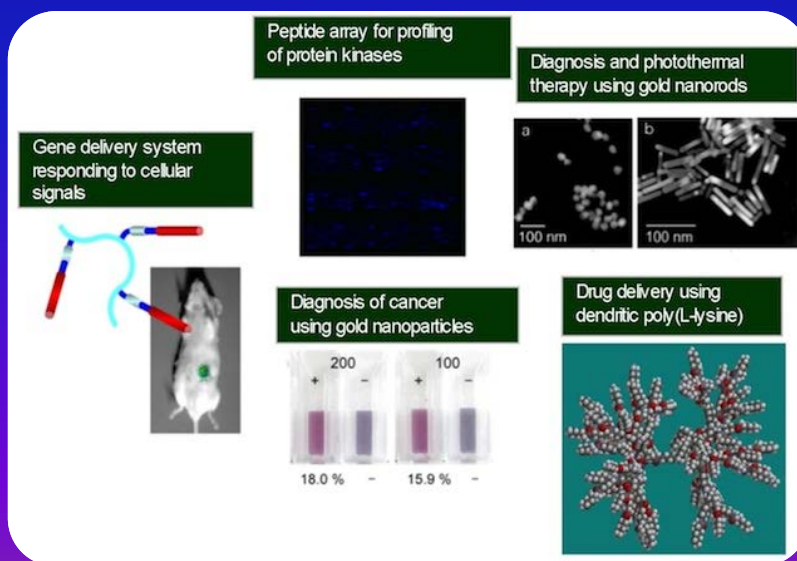 Peptide array for profiling
of protein kinases
Diagnosis and photothermal
therapy using gold nanorods
a
b
100 nm
100 nm
Gene delivery system
responding to cellular
signals
Diagnosis of cancer
using gold nanoparticles
200 100
+ − + −
18.0 % − 15.9 % −
Drug delivery using
dendritic poly(L-lysine)